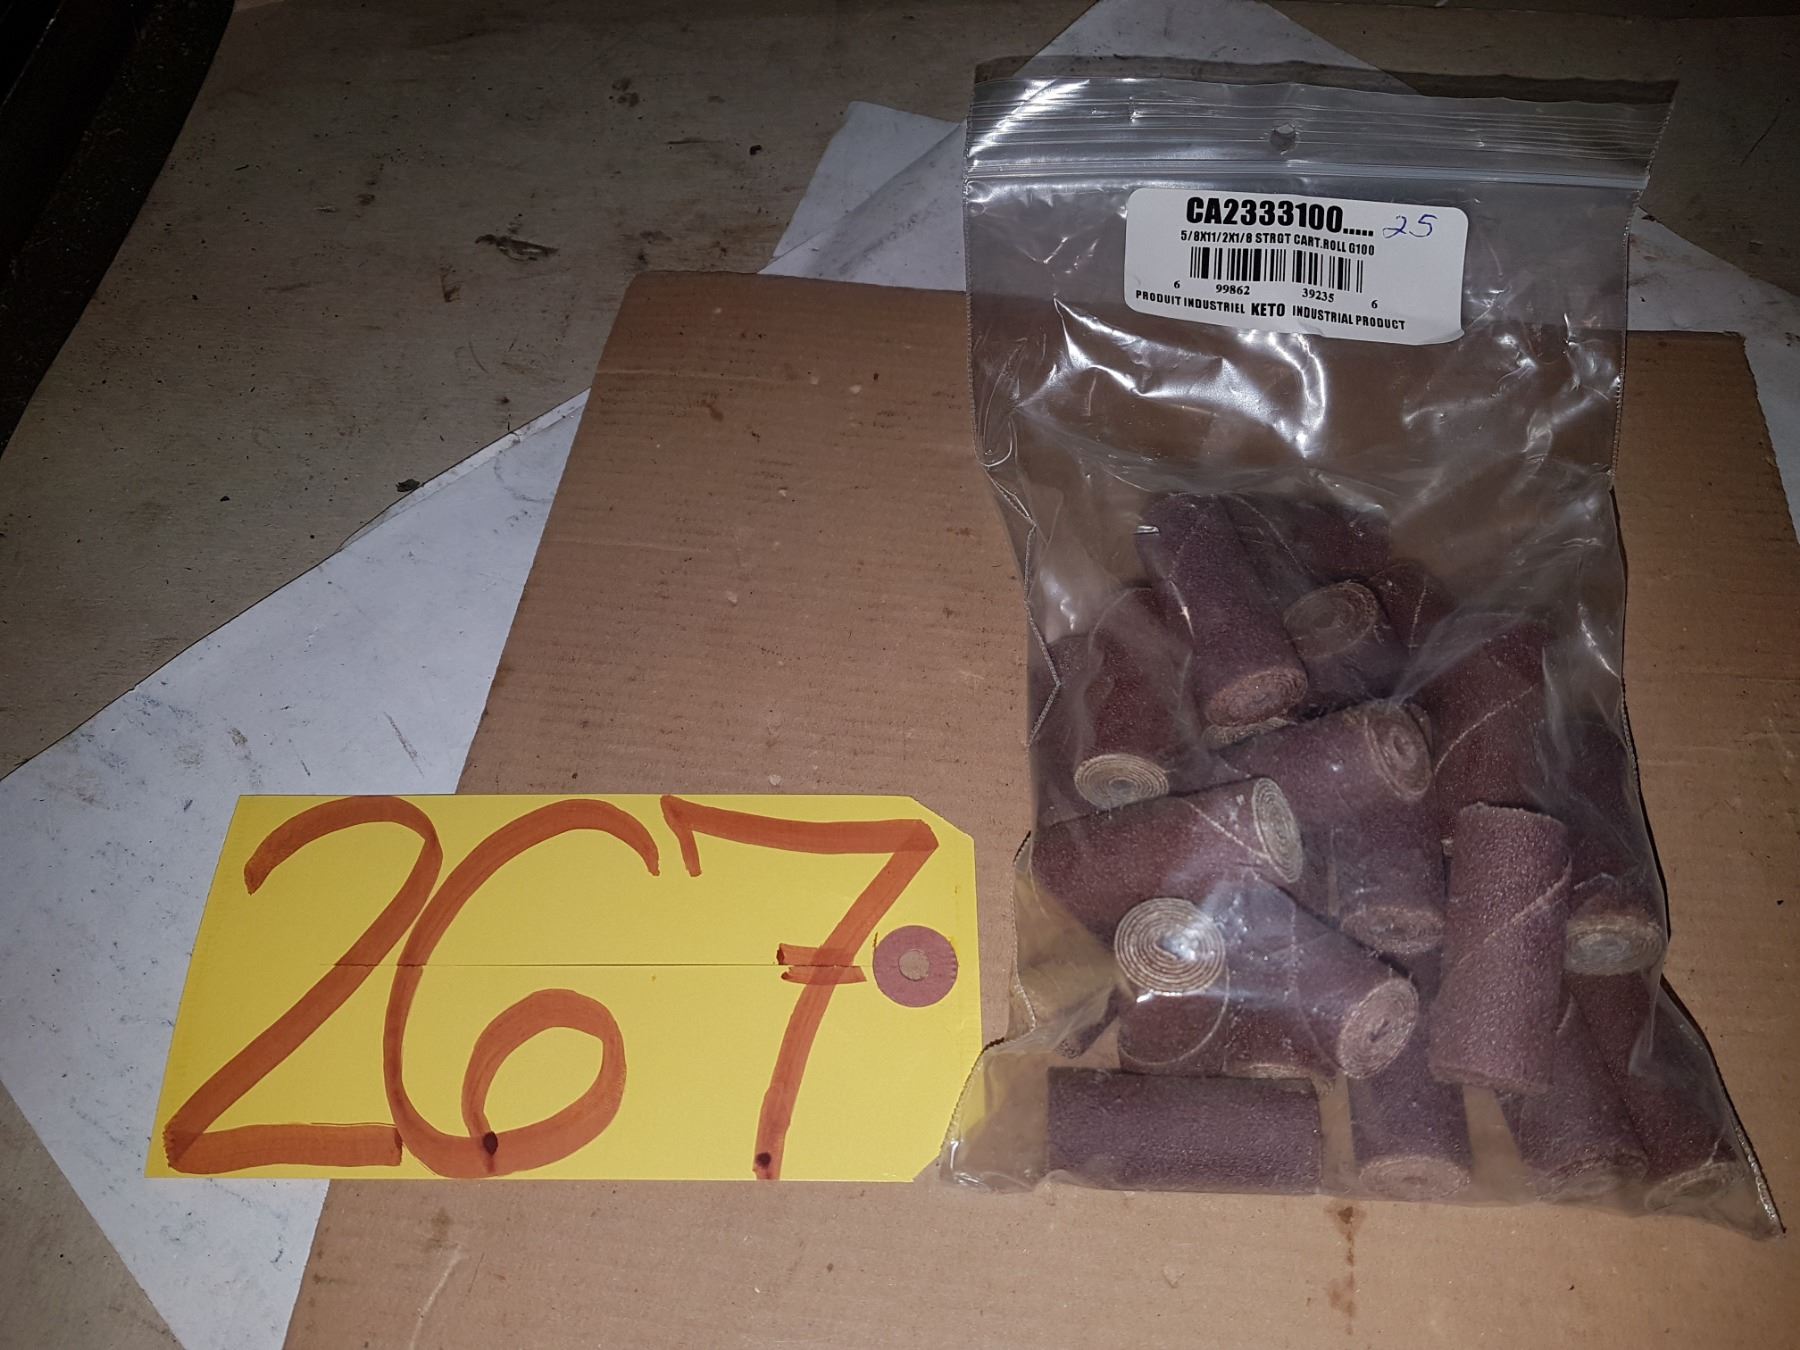 CA2333100..... 25
5/8X11/2X1/8 STRGT CART.ROLL G100
6 99862 39235 6
PRODUIT INDUSTRIEL KETO INDUSTRIAL PRODUCT
267